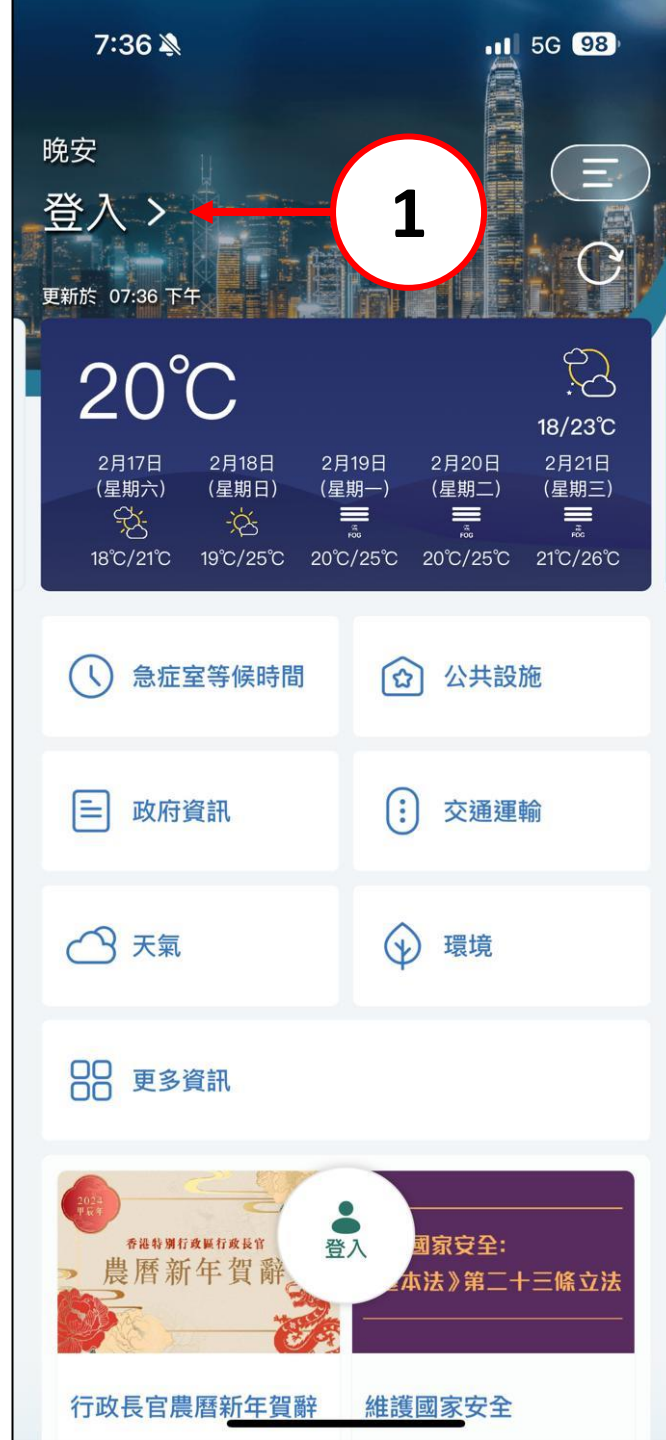 7:36
5G 98
晚安
登入 >
1
更新於 07:36 下午
20℃
18/23℃
2月17日 2月18日 2月19日 2月20日 2月21日
(星期六) (星期日) (星期一) (星期二) (星期三)
FOG FOG FOG
18℃/21℃ 19℃/25℃ 20℃/25℃ 20℃/25℃ 21℃/26℃
急症室等候時間 公共設施
政府資訊 交通運輸
天氣 環境
更多資訊
2024
甲辰年
香港特別行政區行政長官
農曆新年賀辭
國家安全:
本法》第二十三條立法
登入
行政長官農曆新年賀辭 維護國家安全